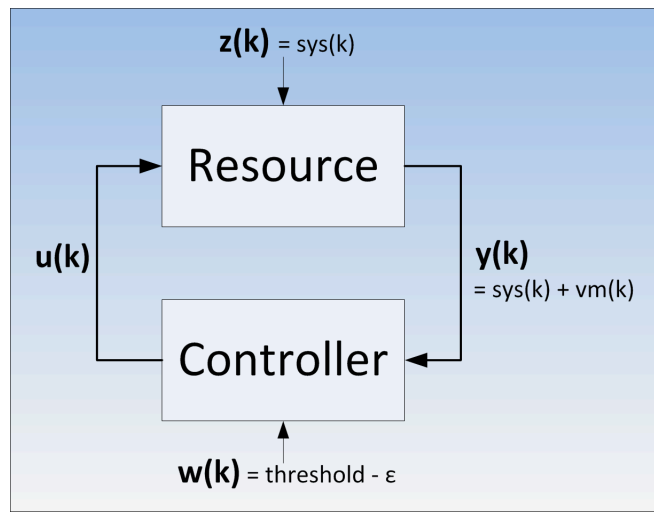 z(k) = sys(k)
Resource
u(k)
y(k)
= sys(k) + vm(k)
Controller
w(k) = threshold - ε